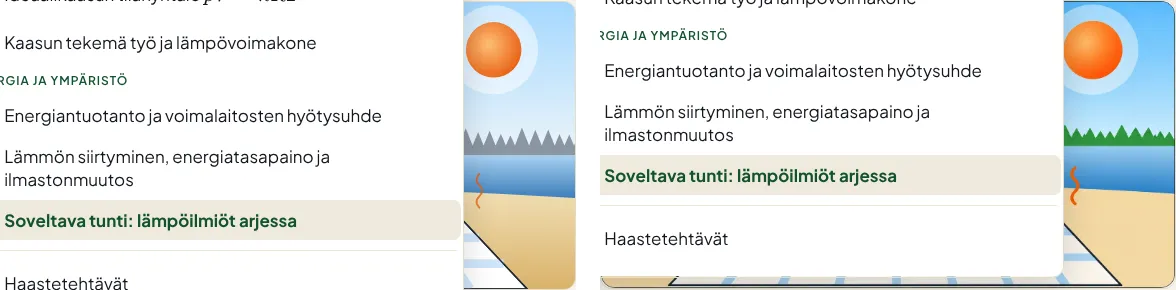 Kaasun tekemä työ ja lämpövoimakone
RGIA JA YMPÄRISTÖ
Energiantuotanto ja voimalaitosten hyötysuhde
Lämmön siirtyminen, energiatasapaino ja
ilmastonmuutos
Soveltava tunti: lämpöilmiöt arjessa
Haastetehtävät
Kaasun tekemä työ ja lämpövoimakone
RGIA JA YMPÄRISTÖ
Energiantuotanto ja voimalaitosten hyötysuhde
Lämmön siirtyminen, energiatasapaino ja
ilmastonmuutos
Soveltava tunti: lämpöilmiöt arjessa
Haastetehtävät